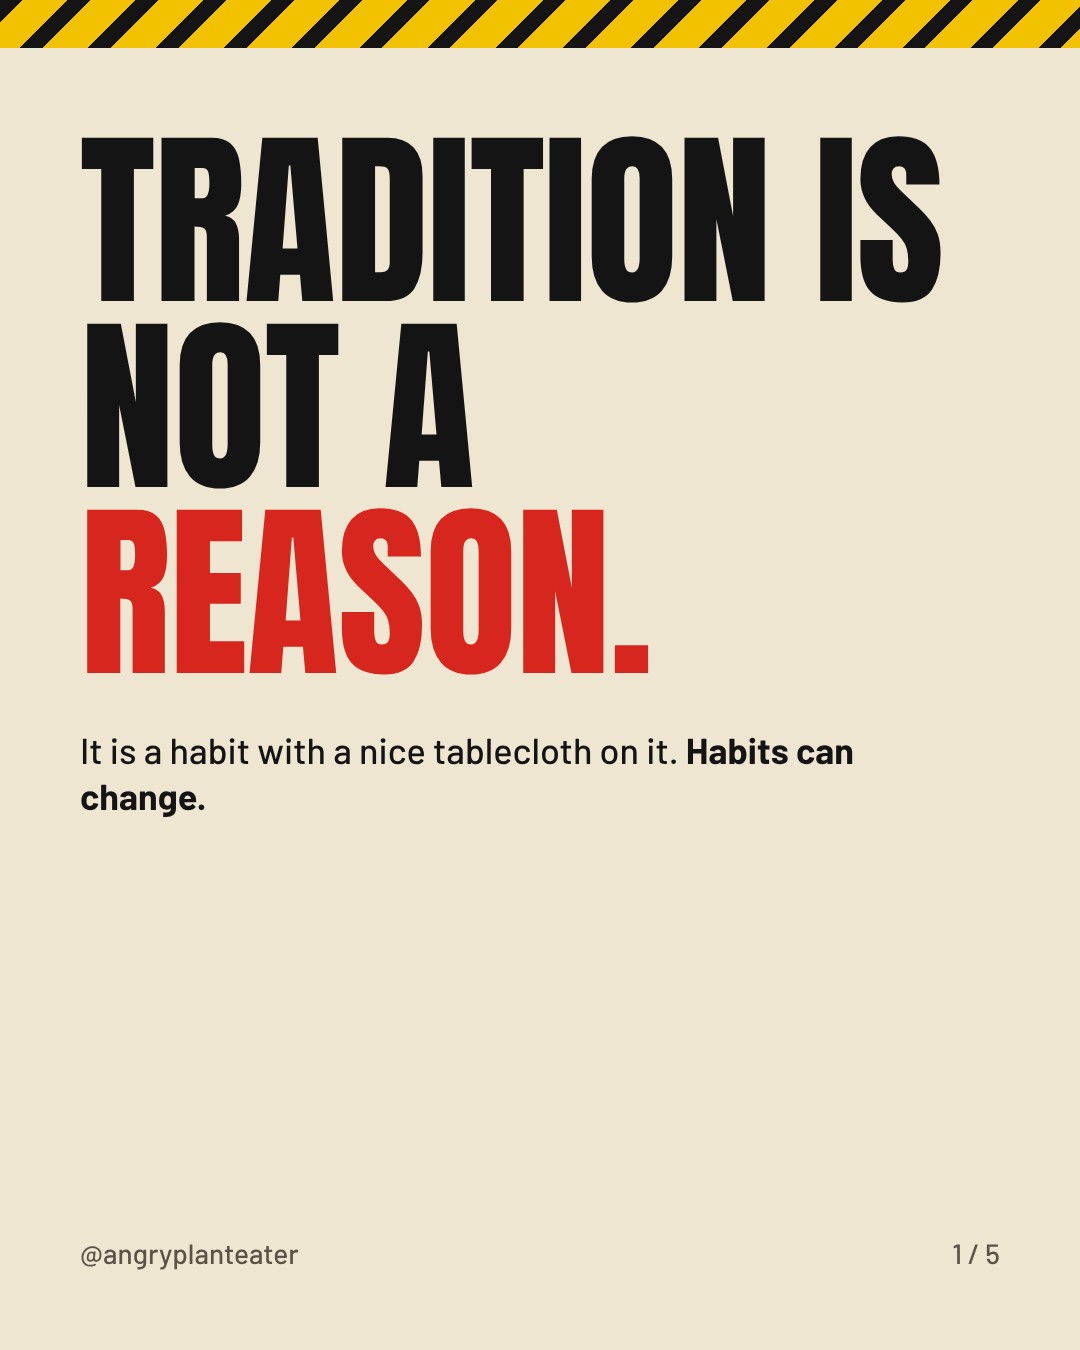 TRADITION IS
NOT A
REASON.
It is a habit with a nice tablecloth on it. Habits can
change.
@angryplanteater
1 / 5